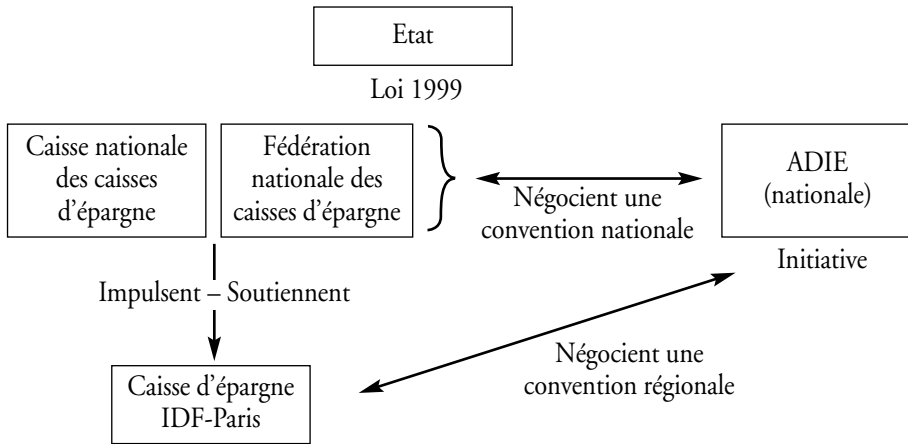 Etat
Loi 1999
Caisse nationale
des caisses
d'épargne
Fédération
nationale des
caisses d'épargne
Négocient une
convention nationale
ADIE
(nationale)
Initiative
Impulsent – Soutiennent
Négocient une
convention régionale
Caisse d'épargne
IDF-Paris